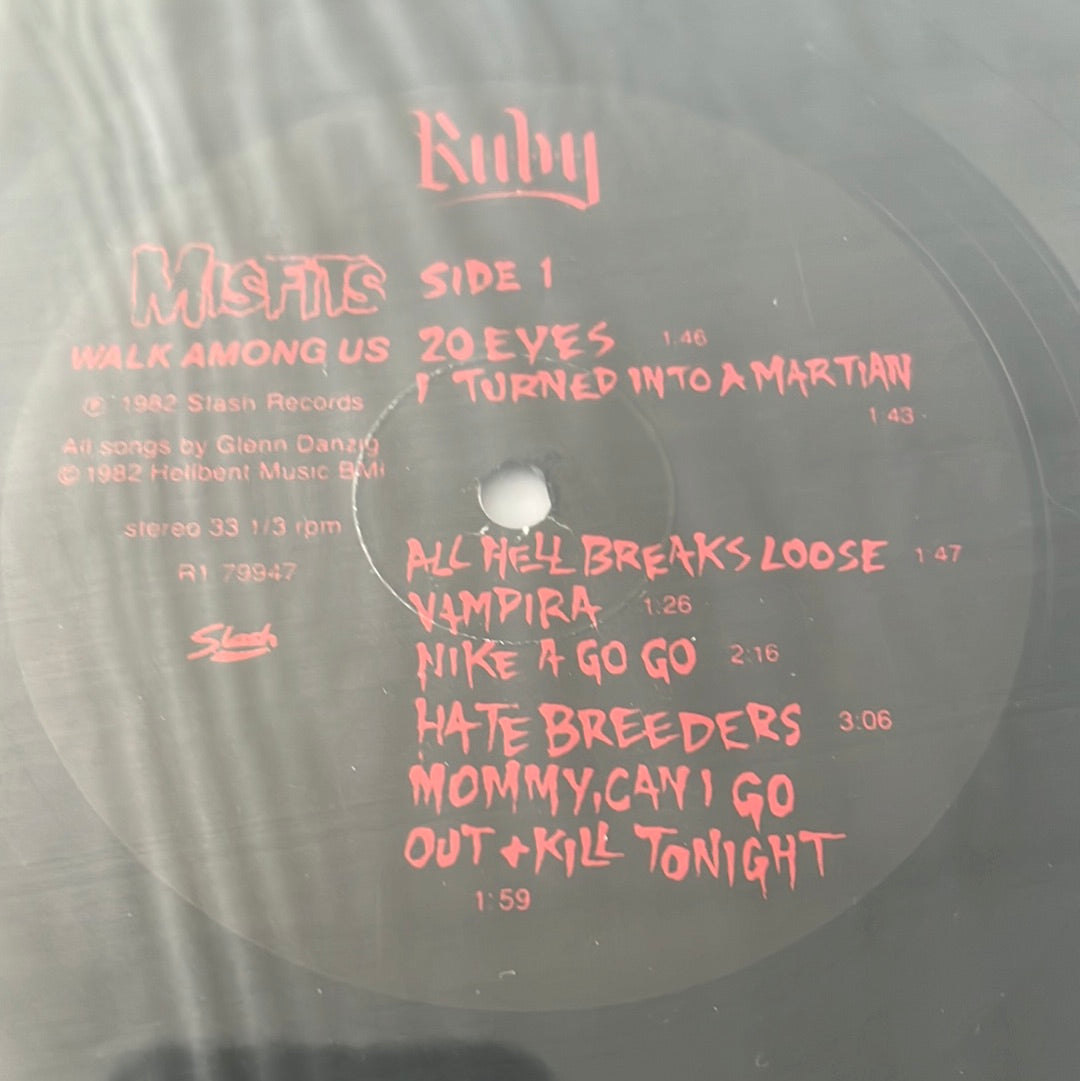 Ruby
MISFITS
WALK AMONG US
℗ 1982 Slash Records
All songs by Glenn Danzig
© 1982 Hellbent Music BMI
stereo 33 1/3 rpm
R1 79947
Slash
SIDE 1
20 EYES 1:46
I TURNED INTO A MARTIAN
1:43
ALL HELL BREAKS LOOSE 1:47
VAMPIRA 1:26
NIKE A GO GO 2:16
HATE BREEDERS 3:06
MOMMY, CAN I GO
OUT + KILL TONIGHT
1:59